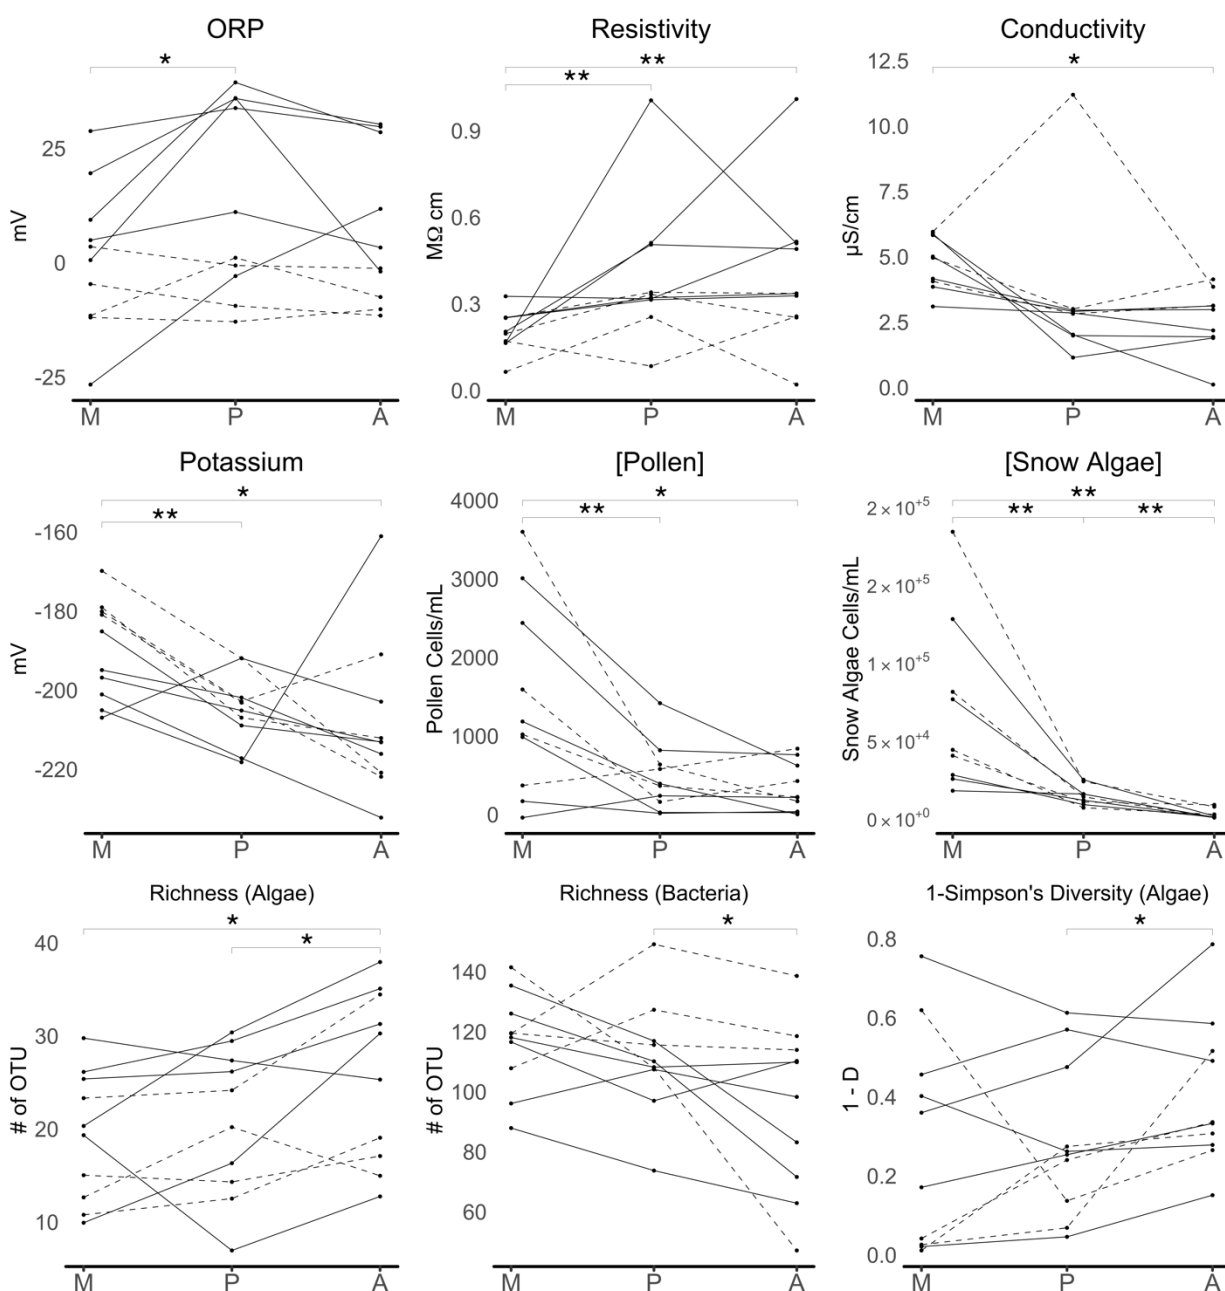 ORP
*
25
0
-25
mV
M P A
Resistivity
**
**
0.9
0.6
0.3
0.0
MΩ cm
M P A
Conductivity
*
12.5
10.0
7.5
5.0
2.5
0.0
µS/cm
M P A
Potassium
*
**
-160
-180
-200
-220
mV
M P A
[Pollen]
*
**
4000
3000
2000
1000
0
Pollen Cells/mL
M P A
[Snow Algae]
**
** **
2 × 10⁺⁵
2 × 10⁺⁵
1 × 10⁺⁵
5 × 10⁺⁴
0 × 10⁺⁰
Snow Algae Cells/mL
M P A
Richness (Algae)
*
*
40
30
20
10
# of OTU
M P A
Richness (Bacteria)
*
140
120
100
80
60
# of OTU
M P A
1-Simpson's Diversity (Algae)
*
0.8
0.6
0.4
0.2
0.0
1 - D
M P A